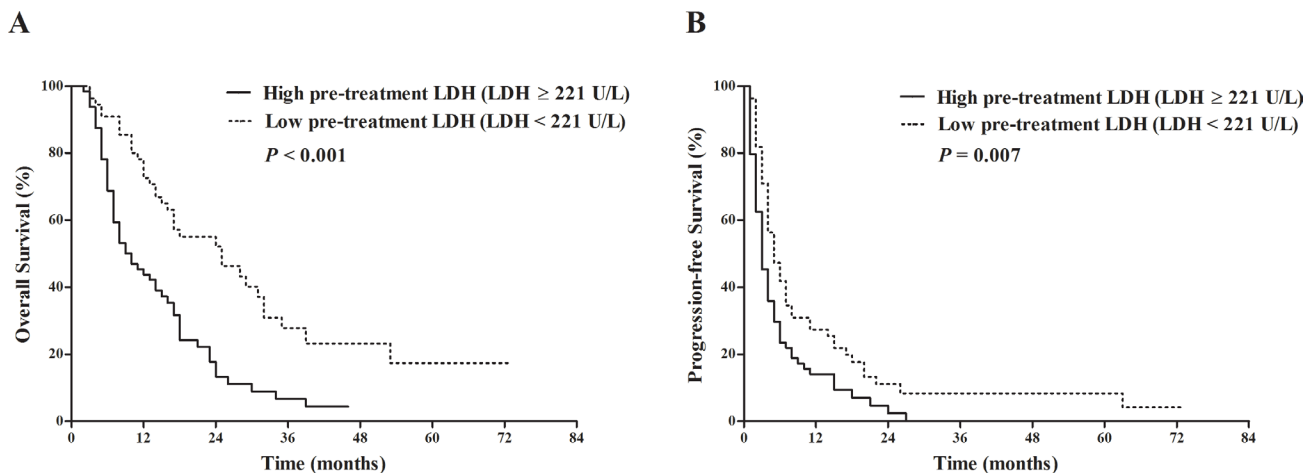 A
High pre-treatment LDH (LDH ≥ 221 U/L)
Low pre-treatment LDH (LDH < 221 U/L)
P < 0.001
Overall Survival (%)
100
80
60
40
20
0
0 12 24 36 48 60 72 84
Time (months)
B
High pre-treatment LDH (LDH ≥ 221 U/L)
Low pre-treatment LDH (LDH < 221 U/L)
P = 0.007
Progression-free Survival (%)
100
80
60
40
20
0
0 12 24 36 48 60 72 84
Time (months)